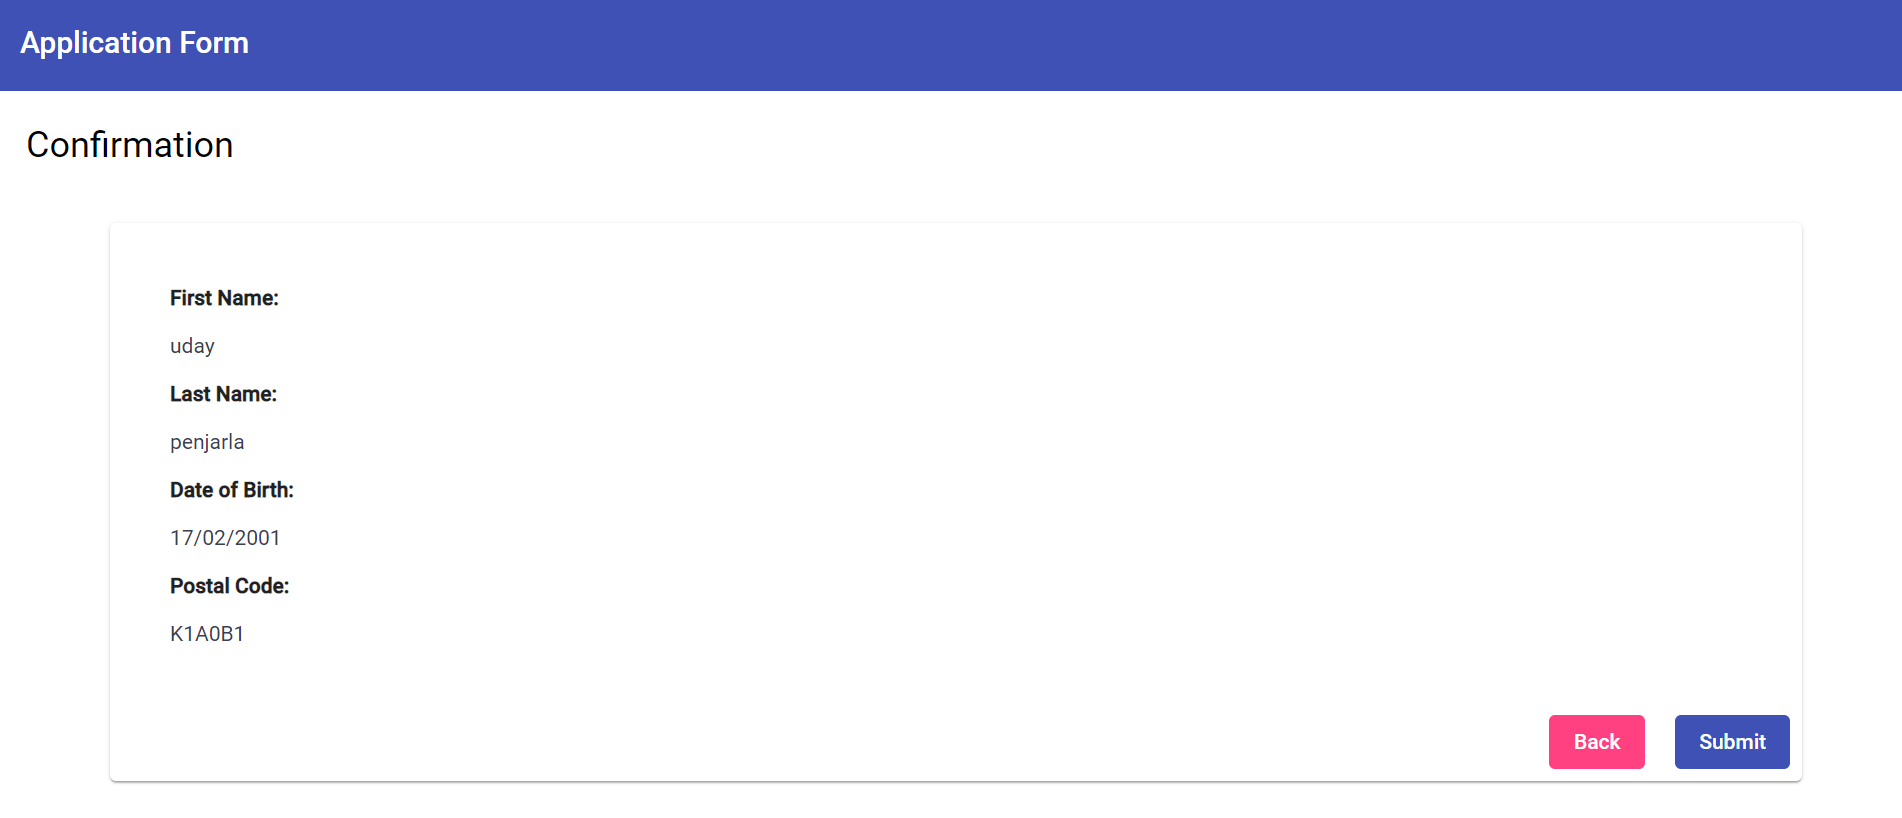 Application Form
Confirmation
First Name:
uday
Last Name:
penjarla
Date of Birth:
17/02/2001
Postal Code:
K1A0B1
Back Submit